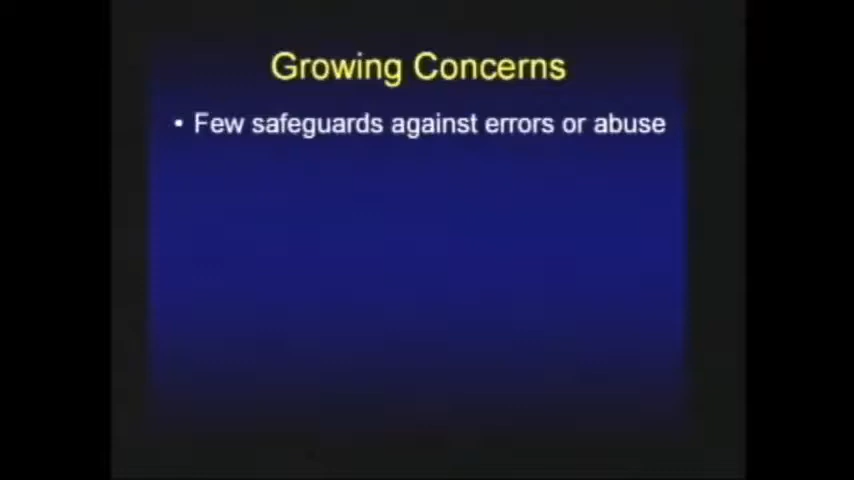 Growing Concerns
• Few safeguards against errors or abuse